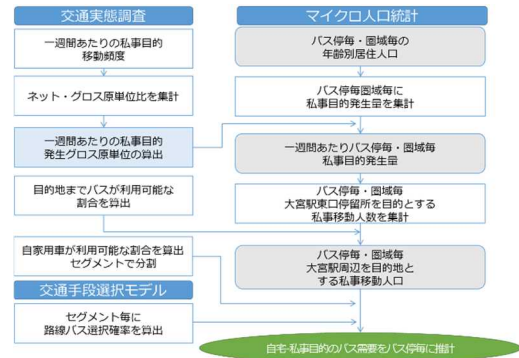 交通実態調査
一週間あたりの私事目的
移動頻度
ネット・グロス原単位比を集計
一週間あたりの私事目的
発生グロス原単位の算出
目的地までバスが利用可能な
割合を算出
自家用車が利用可能な割合を算出
セグメントで分割
交通手段選択モデル
セグメント毎に
路線バス選択確率を算出
マイクロ人口統計
バス停毎・圏域毎の
年齢別居住人口
バス停毎圏域毎に
私事目的発生量を集計
一週間あたりバス停毎・圏域毎
私事目的発生量
バス停毎・圏域毎
大宮駅東口停留所を目的とする
私事移動人数を集計
バス停毎・圏域毎
大宮駅周辺を目的地と
する私事移動人口
自宅-私事目的のバス需要をバス停毎に推計